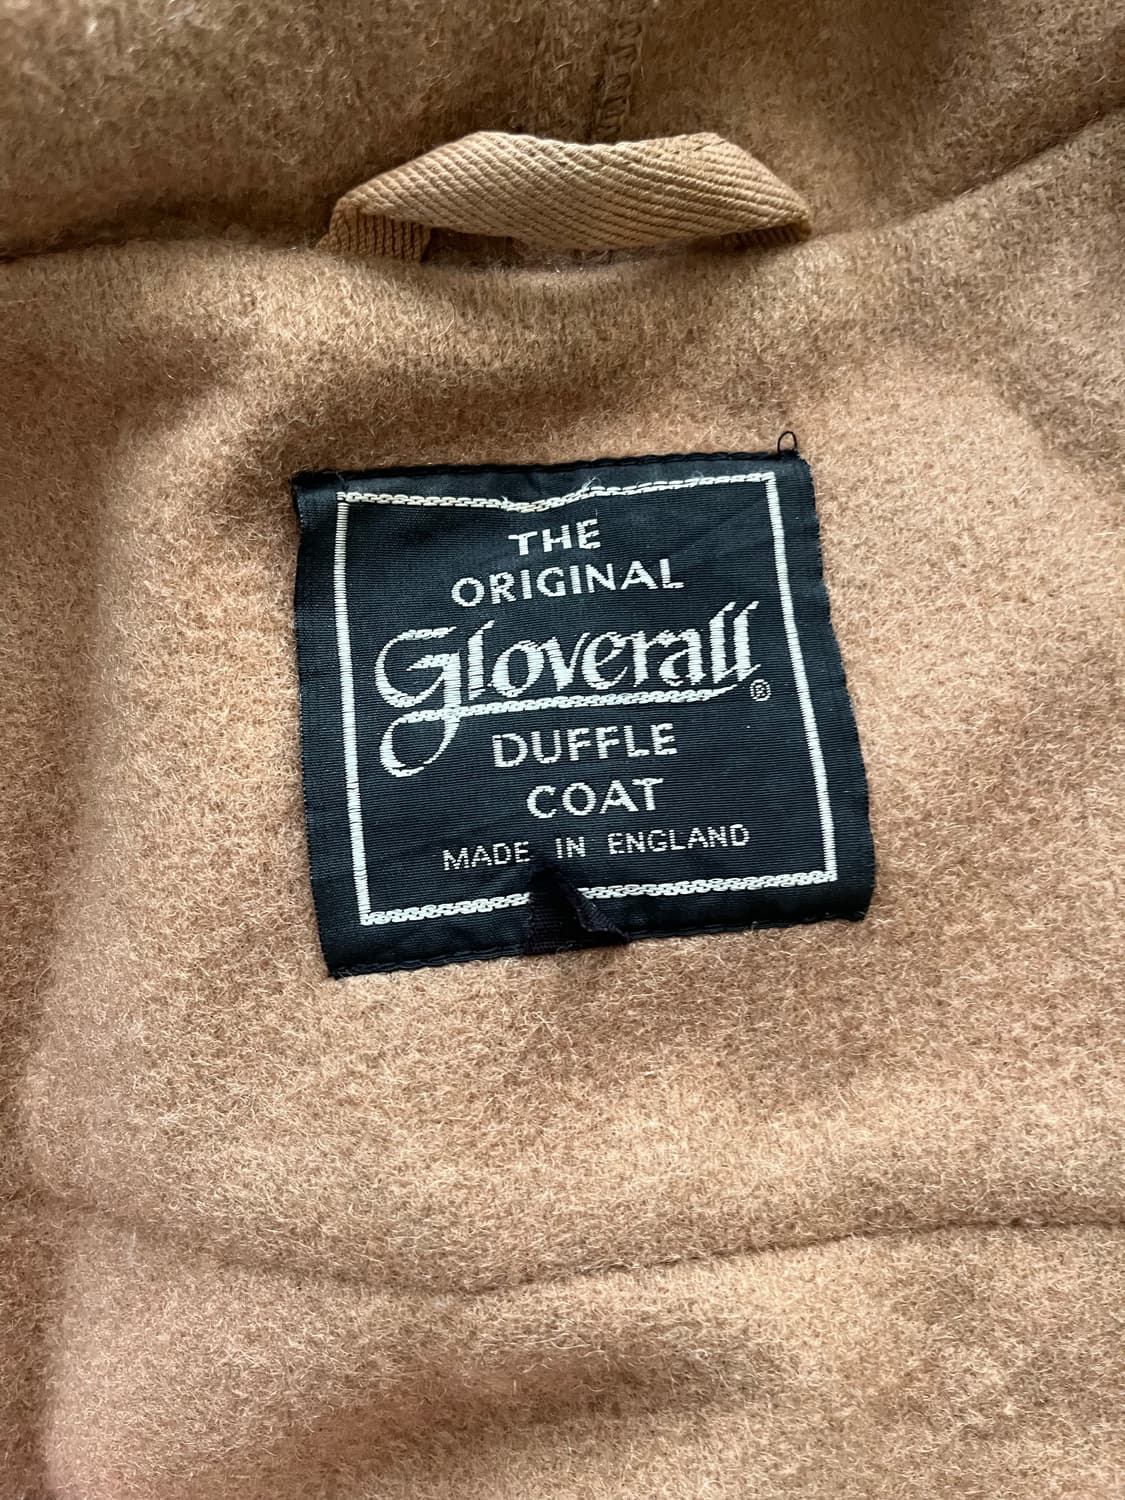 THE
ORIGINAL
Gloverall®
DUFFLE
COAT
MADE IN ENGLAND